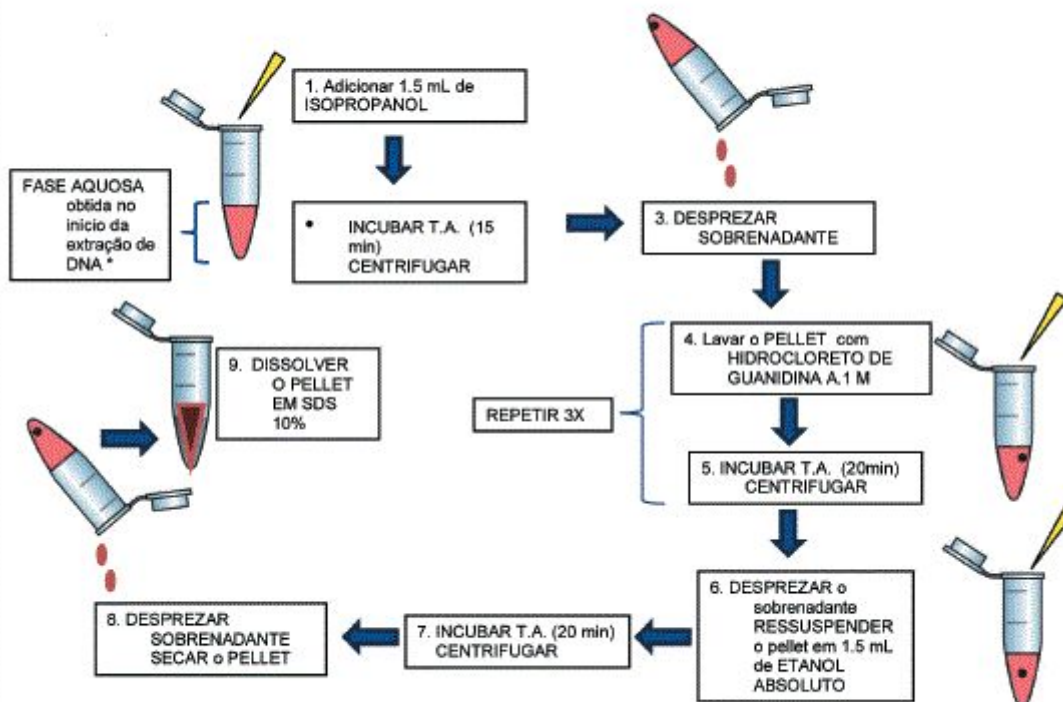 1. Adicionar 1.5 mL de
ISOPROPANOL
FASE AQUOSA
obtida no
inicio da
extração de
DNA *
• INCUBAR T.A. (15
min)
CENTRIFUGAR
3. DESPREZAR
SOBRENADANTE
4. Lavar o PELLET com
HIDROCLORETO DE
GUANIDINA A.1 M
REPETIR 3X
5. INCUBAR T.A. (20min)
CENTRIFUGAR
6. DESPREZAR o
sobrenadante
RESSUSPENDER
o pellet em 1.5 mL
de ETANOL
ABSOLUTO
7. INCUBAR T.A. (20 min)
CENTRIFUGAR
8. DESPREZAR
SOBRENADANTE
SECAR o PELLET
9. DISSOLVER
O PELLET
EM SDS
10%